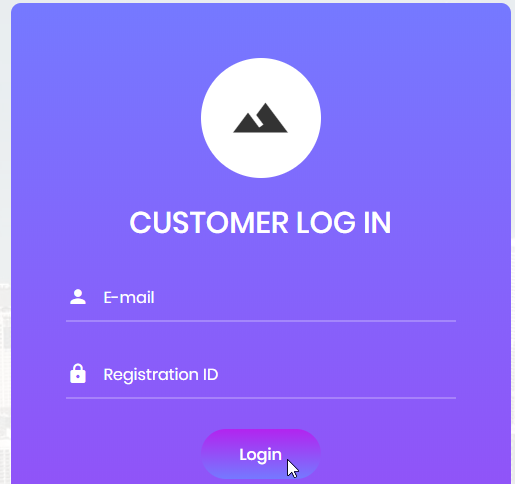 CUSTOMER LOG IN
E-mail
Registration ID
Login